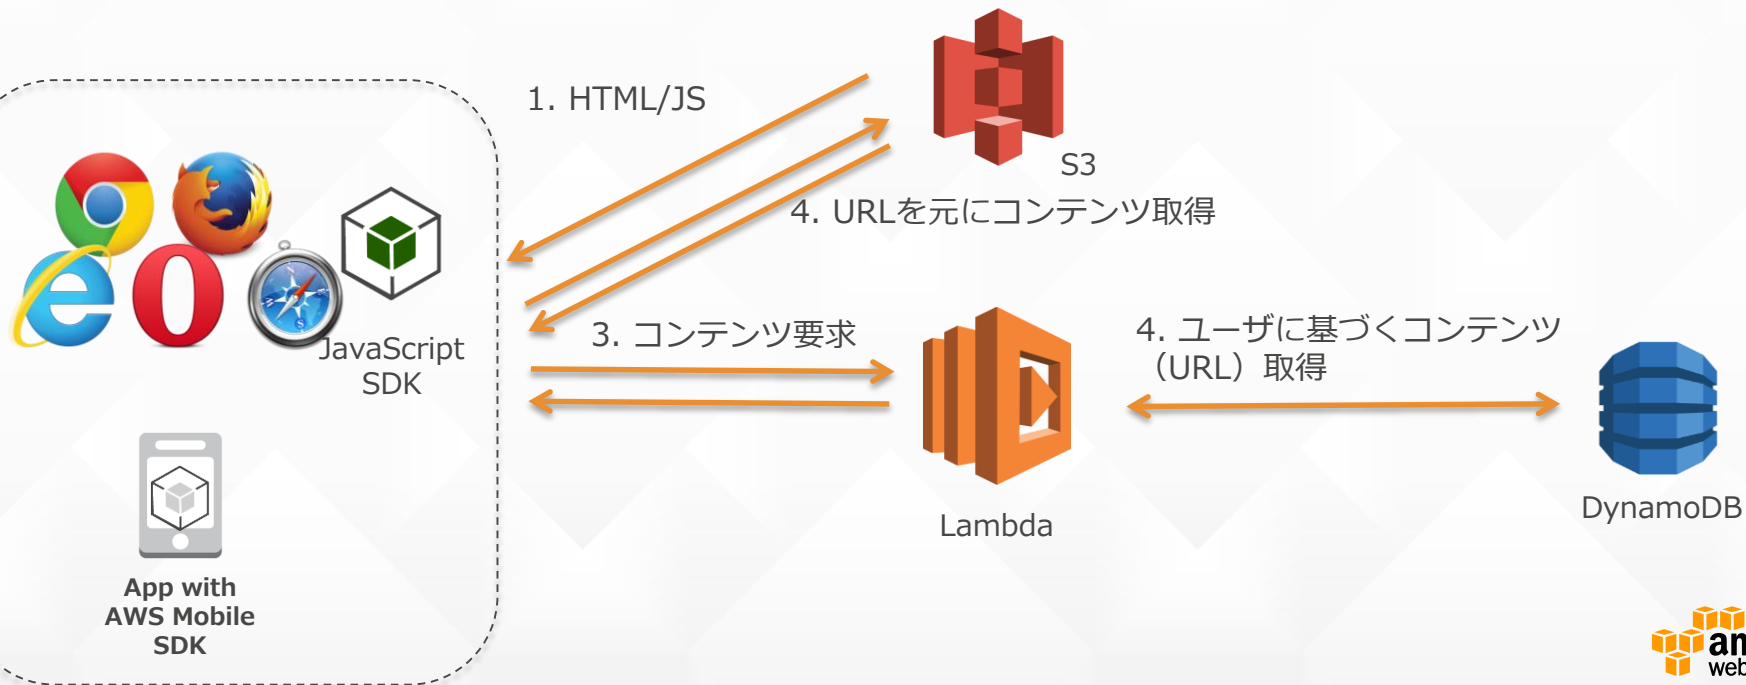 1. HTML/JS
S3
4. URLを元にコンテンツ取得
JavaScript
SDK
3. コンテンツ要求
4. ユーザに基づくコンテンツ
（URL）取得
Lambda
DynamoDB
App with
AWS Mobile
SDK